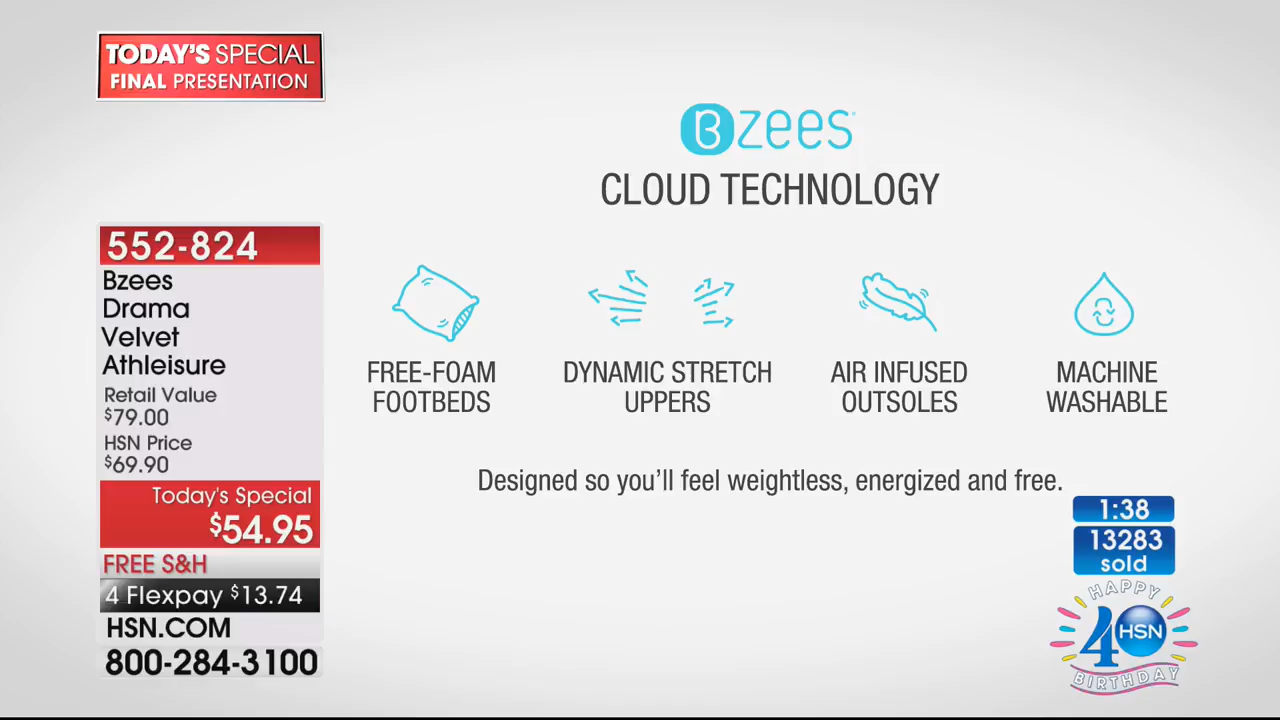 TODAY'S SPECIAL
FINAL PRESENTATION
Bzees
CLOUD TECHNOLOGY
552-824
Bzees
Drama
Velvet
Athleisure
Retail Value
$79.00
HSN Price
$69.90
Today's Special
$54.95
FREE S&H
4 Flexpay $13.74
HSN.COM
800-284-3100
FREE-FOAM
FOOTBEDS
DYNAMIC STRETCH
UPPERS
AIR INFUSED
OUTSOLES
MACHINE
WASHABLE
Designed so you'll feel weightless, energized and free.
1:38
13283
sold
HAPPY
40 HSN
BIRTHDAY